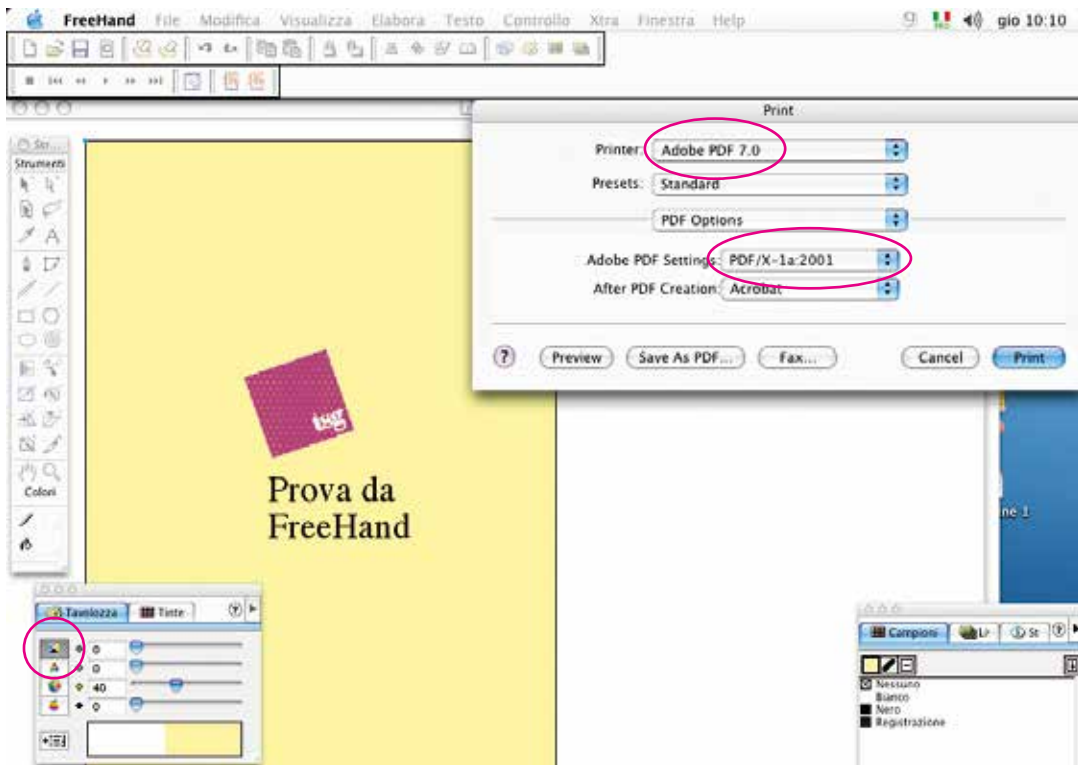 FreeHand File Modifica Visualizza Elabora Testo Controllo Xtra Finestra Help gio 10:10
Print
Printer: Adobe PDF 7.0
Presets: Standard
PDF Options
Adobe PDF Settings: PDF/X-1a:2001
After PDF Creation: Acrobat
? Preview Save As PDF... Fax... Cancel Print
Str...
Strumenti
Colori
tsg
Prova da
FreeHand
ne 1
Tavolozza Tinte
0
0
40
0
Campioni St
Nessuno
Bianco
Nero
Registrazione